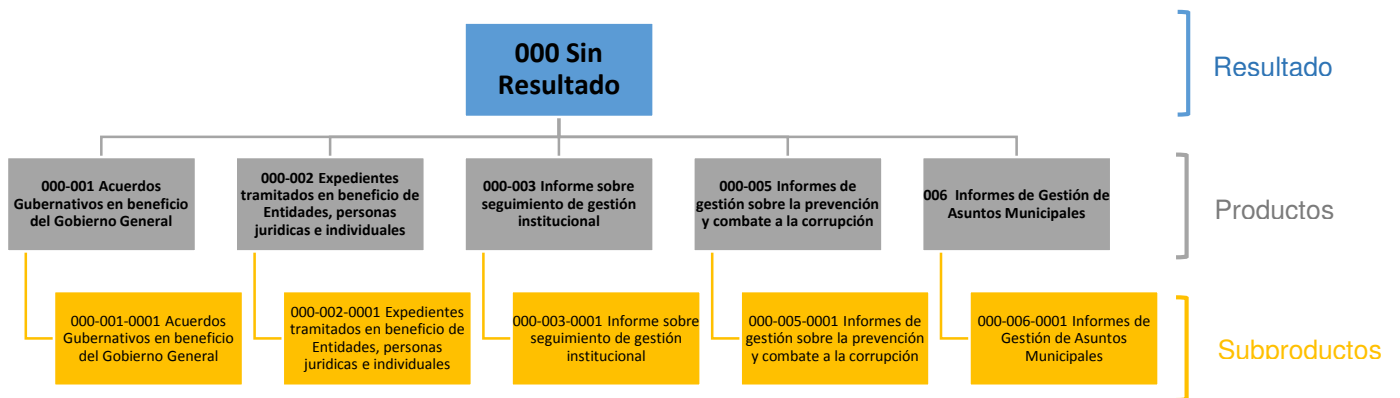 000 Sin
Resultado
Resultado
000-001 Acuerdos
Gubernativos en beneficio
del Gobierno General
000-002 Expedientes
tramitados en beneficio de
Entidades, personas
juridicas e individuales
000-003 Informe sobre
seguimiento de gestión
institucional
000-005 Informes de
gestión sobre la prevención
y combate a la corrupción
006 Informes de Gestión de
Asuntos Municipales
Productos
000-001-0001 Acuerdos
Gubernativos en beneficio
del Gobierno General
000-002-0001 Expedientes
tramitados en beneficio de
Entidades, personas
juridicas e individuales
000-003-0001 Informe sobre
seguimiento de gestión
institucional
000-005-0001 Informes de
gestión sobre la prevención
y combate a la corrupción
000-006-0001 Informes de
Gestión de Asuntos
Municipales
Subproductos